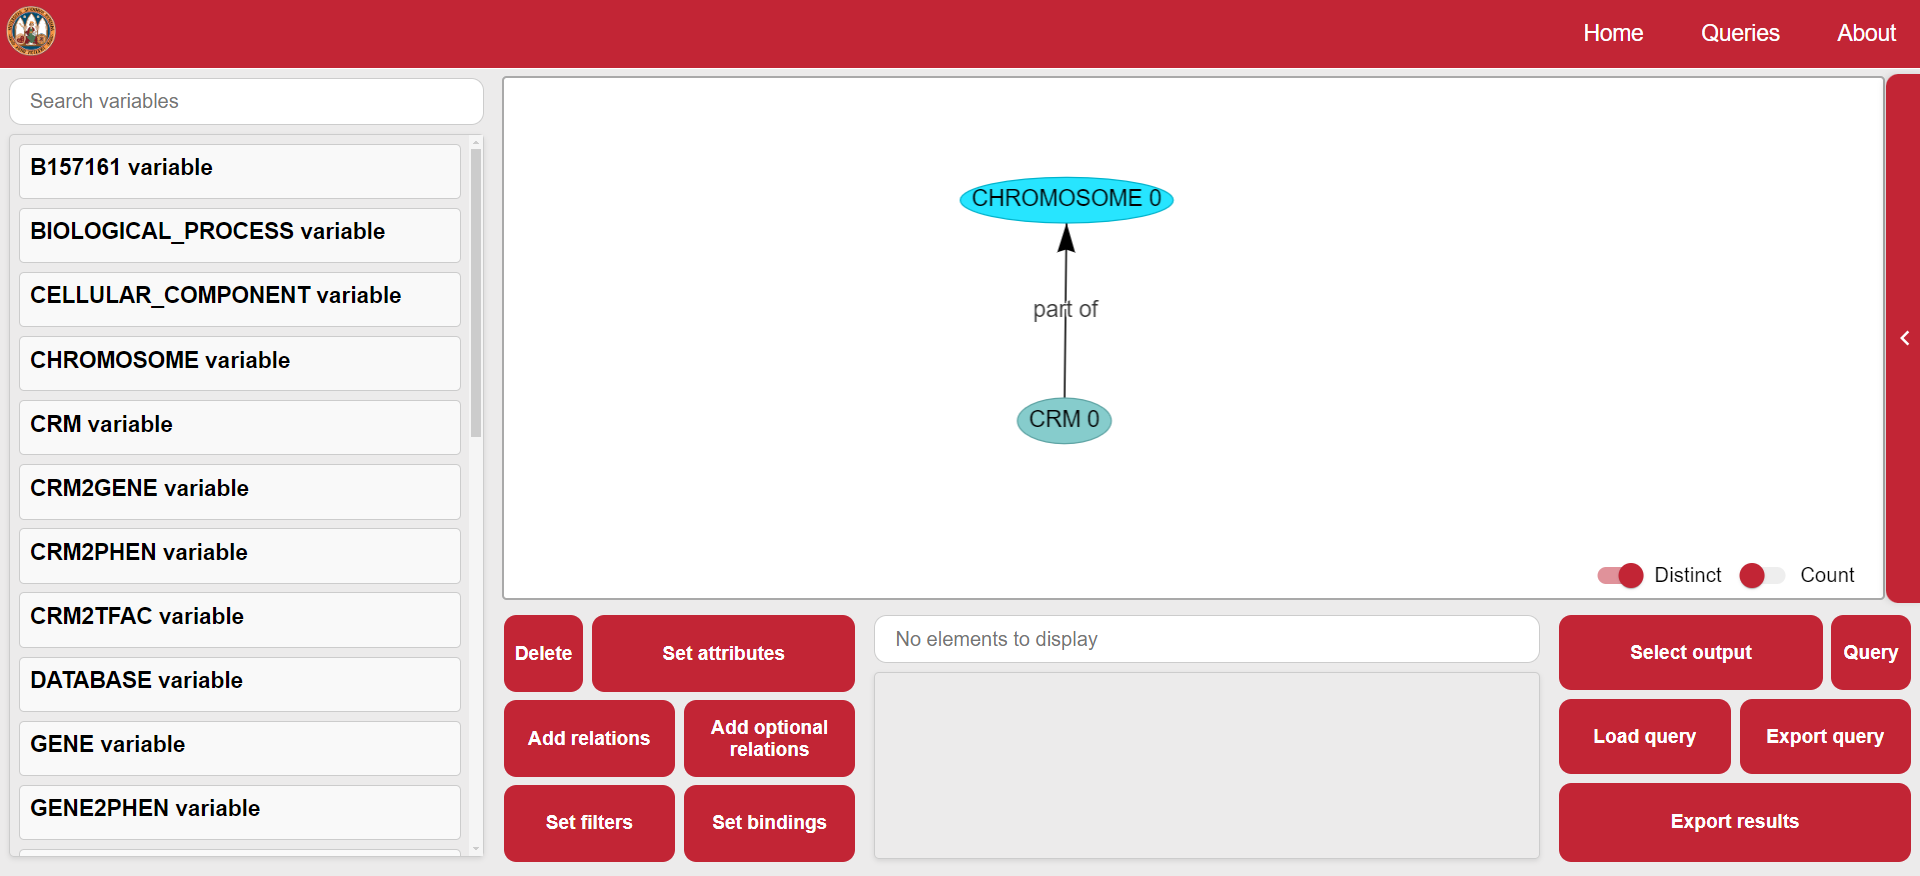 Home
Queries
About
Search variables
B157161 variable
BIOLOGICAL_PROCESS variable
CELLULAR_COMPONENT variable
CHROMOSOME variable
CRM variable
CRM2GENE variable
CRM2PHEN variable
CRM2TFAC variable
DATABASE variable
GENE variable
GENE2PHEN variable
CHROMOSOME 0
part of
CRM 0
Distinct
Count
Delete
Set attributes
Add relations
Add optional
relations
Set filters
Set bindings
No elements to display
Select output
Query
Load query
Export query
Export results